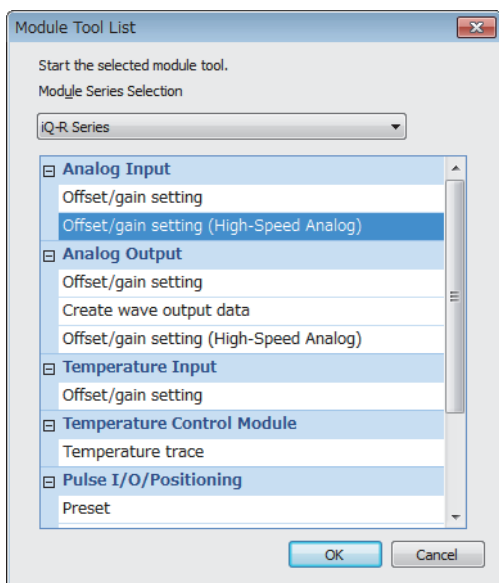 Module Tool List
Start the selected module tool.
Module Series Selection
iQ-R Series
Analog Input
Offset/gain setting
Offset/gain setting (High-Speed Analog)
Analog Output
Offset/gain setting
Create wave output data
Offset/gain setting (High-Speed Analog)
Temperature Input
Offset/gain setting
Temperature Control Module
Temperature trace
Pulse I/O/Positioning
Preset
OK Cancel